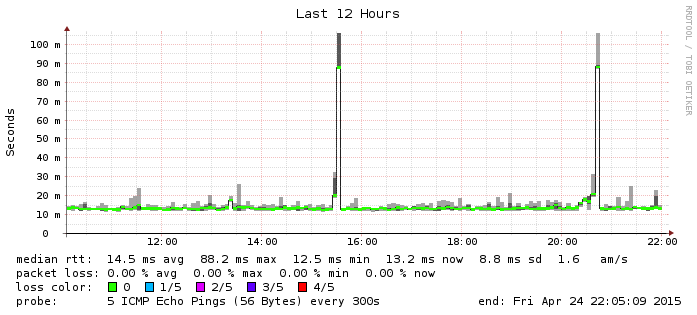 Last 12 Hours
RRDTOOL / TOBI OETIKER
Seconds
100 m
90 m
80 m
70 m
60 m
50 m
40 m
30 m
20 m
10 m
0
12:00 14:00 16:00 18:00 20:00 22:00
median rtt: 14.5 ms avg 88.2 ms max 12.5 ms min 13.2 ms now 8.8 ms sd 1.6 am/s
packet loss: 0.00 % avg 0.00 % max 0.00 % min 0.00 % now
loss color: 0 1/5 2/5 3/5 4/5
probe: 5 ICMP Echo Pings (56 Bytes) every 300s end: Fri Apr 24 22:05:09 2015